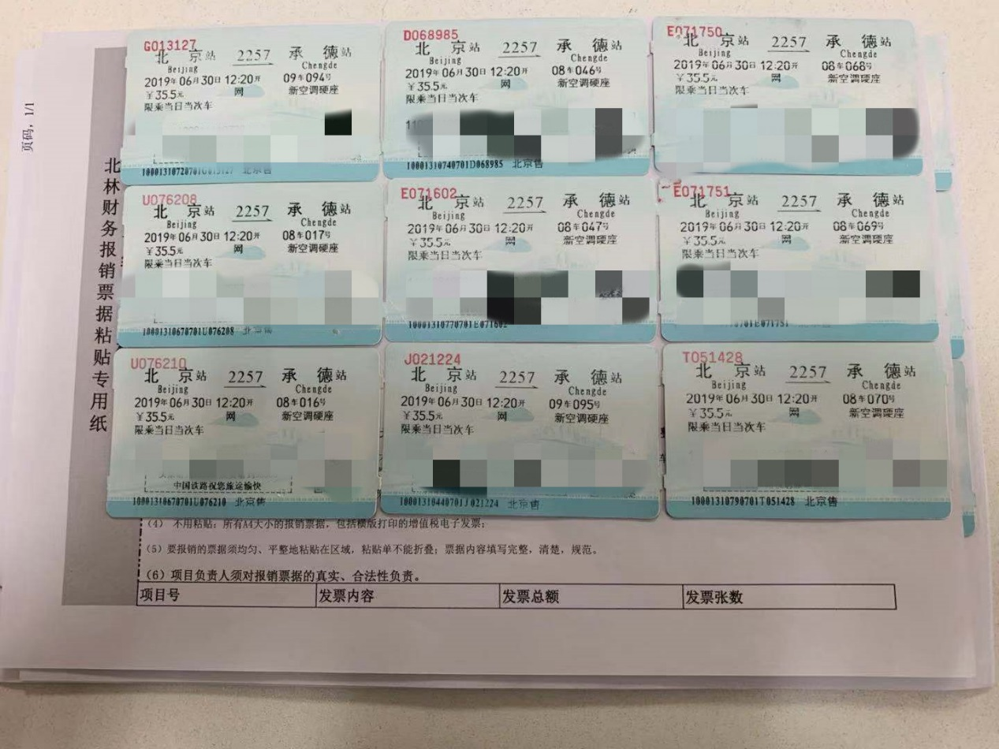 页码，1/1
北林财务报销票据粘贴专用纸
G013127
北京站 2257 承德站
Beijing Chengde
2019年06月30日12:20开 09车094号
￥35.5元 网 新空调硬座
限乘当日当次车
北京售
D068985
北京站 2257 承德站
Beijing Chengde
2019年06月30日12:20开 08车046号
￥35.5元 网 新空调硬座
限乘当日当次车
10001310740701D068985 北京售
E071750
北京站 2257 承德站
Beijing Chengde
2019年06月30日12:20开 08车068号
￥35.5元 网 新空调硬座
限乘当日当次车
U076208
北京站 2257 承德站
Beijing Chengde
2019年06月30日12:20开 08车017号
￥35.5元 网 新空调硬座
限乘当日当次车
10001310670701U076208 北京售
E071602
北京站 2257 承德站
Beijing Chengde
2019年06月30日12:20开 08车047号
￥35.5元 网 新空调硬座
限乘当日当次车
10001310770701E071602
E071751
北京站 2257 承德站
Beijing Chengde
2019年06月30日12:20开 08车069号
￥35.5元 网 新空调硬座
限乘当日当次车
0701E071751 北京售
U076210
北京站 2257 承德站
Beijing Chengde
2019年06月30日12:20开 08车016号
￥35.5元 网 新空调硬座
限乘当日当次车
中国铁路祝您旅途愉快
10001310670701U076210 北京售
J021224
北京站 2257 承德站
Beijing Chengde
2019年06月30日12:20开 09车095号
￥35.5元 网 新空调硬座
限乘当日当次车
10001310440701J021224 北京售
T051428
北京站 2257 承德站
Beijing Chengde
2019年06月30日12:20开 08车070号
￥35.5元 网 新空调硬座
限乘当日当次车
10001310790701T051428 北京售
（4） 不用粘贴：所有A4大小的报销票据，包括横版打印的增值税电子发票；
（5）要报销的票据须均匀、平整地粘贴在区域，粘贴单不能折叠；票据内容填写完整，清楚，规范。
（6）项目负责人须对报销票据的真实、合法性负责。
项目号 发票内容 发票总额 发票张数